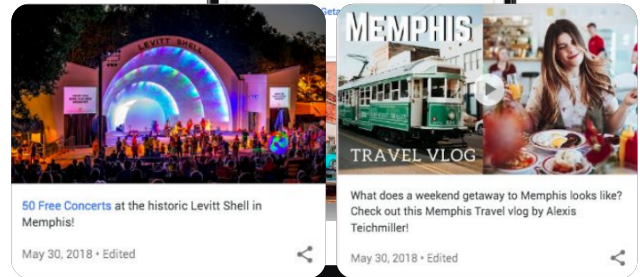 Geta
LEVITT SHELL
50 Free Concerts at the historic Levitt Shell in
Memphis!
May 30, 2018 • Edited
MEMPHIS
TRAVEL VLOG
What does a weekend getaway to Memphis looks like?
Check out this Memphis Travel vlog by Alexis
Teichmiller!
May 30, 2018 • Edited